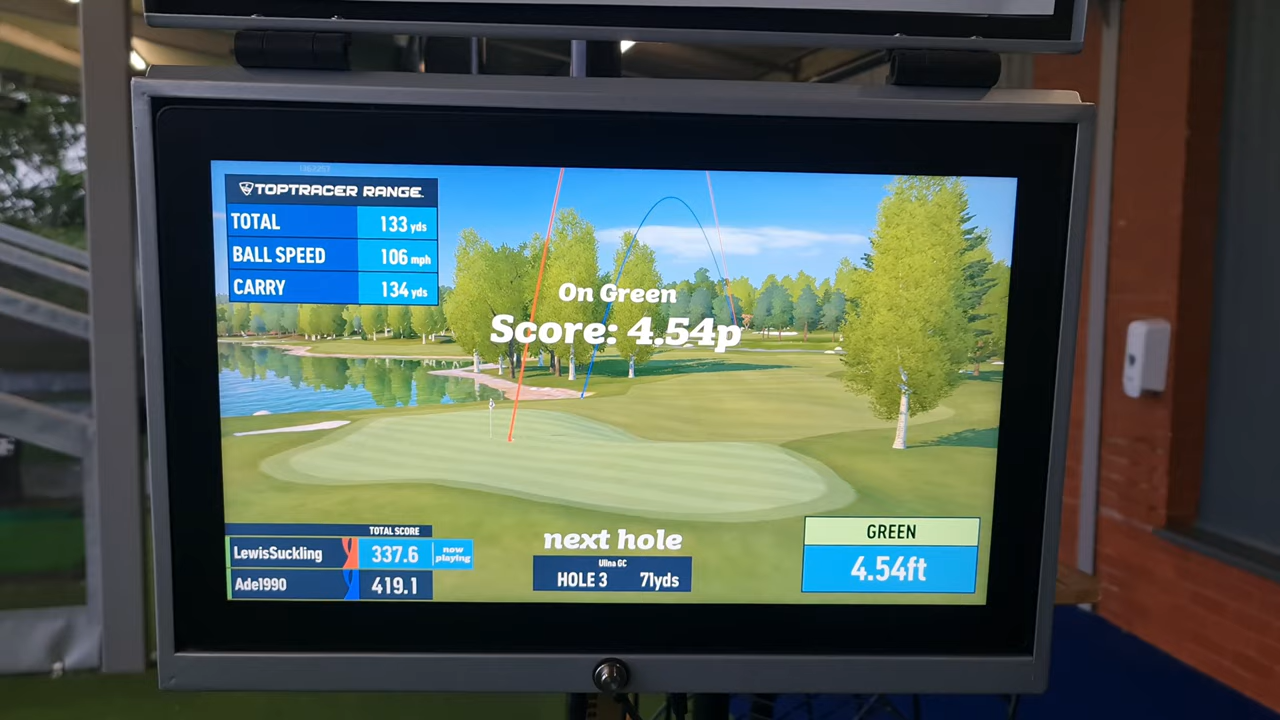 TOPTRACER RANGE
TOTAL 133 yds
BALL SPEED 106 mph
CARRY 134 yds
On Green
Score: 4.54p
TOTAL SCORE
LewisSuckling 337.6 now playing
Ade1990 419.1
next hole
Ullna GC
HOLE 3 71yds
GREEN
4.54ft